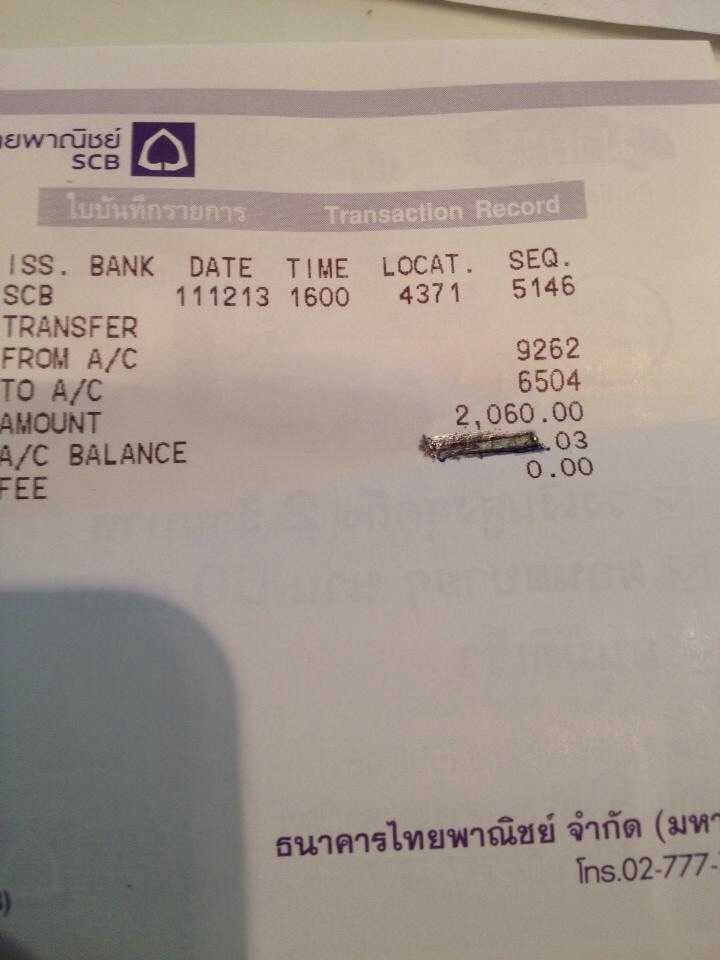 ไทยพาณิชย์
SCB
ใบบันทึกรายการ Transaction Record
ISS. BANK DATE TIME LOCAT. SEQ.
SCB 111213 1600 4371 5146
TRANSFER
FROM A/C 9262
TO A/C 6504
AMOUNT 2,060.00
A/C BALANCE .03
FEE 0.00
ธนาคารไทยพาณิชย์ จำกัด (มหา
โทร.02-777-